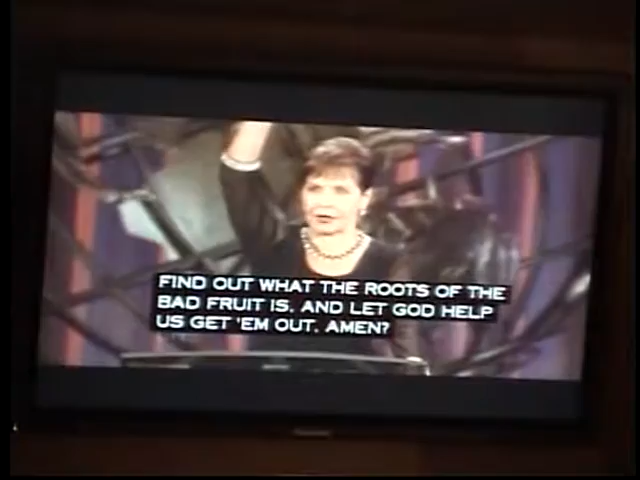 FIND OUT WHAT THE ROOTS OF THE
BAD FRUIT IS. AND LET GOD HELP
US GET 'EM OUT. AMEN?